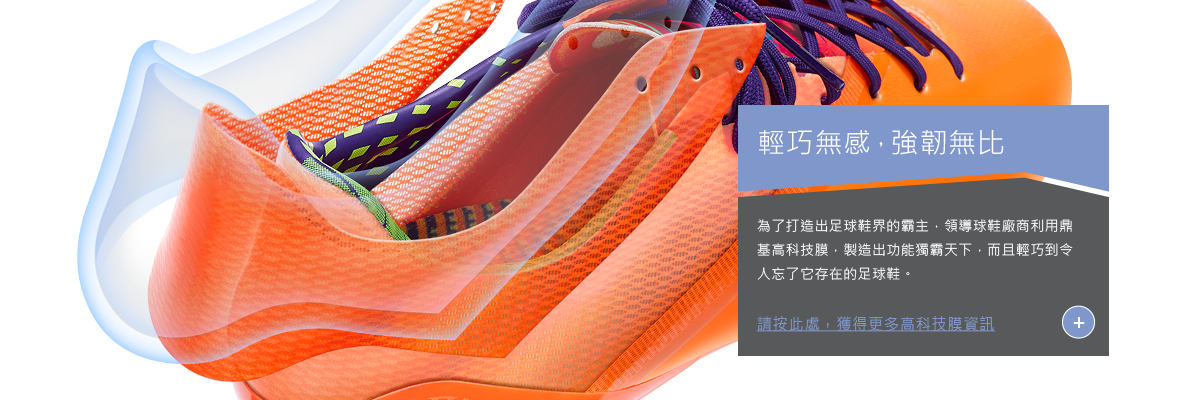 輕巧無感，強韌無比
為了打造出足球鞋界的霸主，領導球鞋廠商利用鼎
基高科技膜，製造出功能獨霸天下，而且輕巧到令
人忘了它存在的足球鞋。
請按此處，獲得更多高科技膜資訊